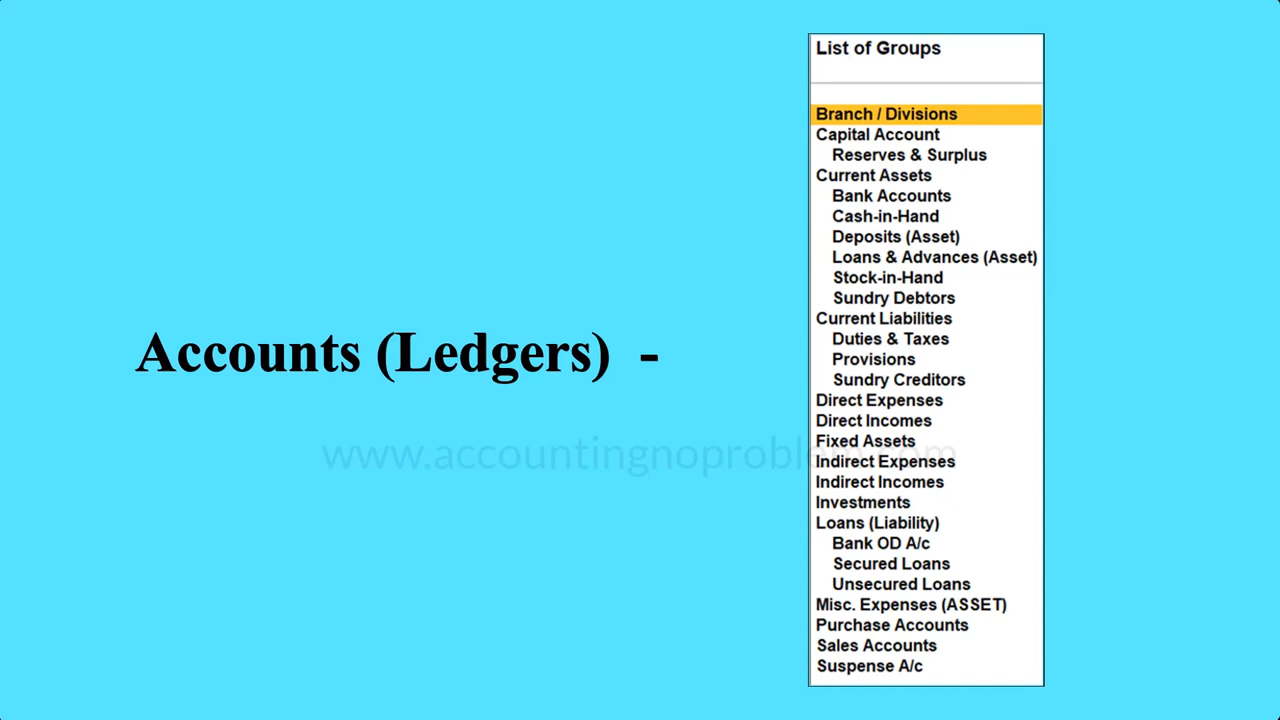 List of Groups
Branch / Divisions
Capital Account
Reserves & Surplus
Current Assets
Bank Accounts
Cash-in-Hand
Deposits (Asset)
Loans & Advances (Asset)
Stock-in-Hand
Sundry Debtors
Current Liabilities
Duties & Taxes
Provisions
Sundry Creditors
Direct Expenses
Direct Incomes
Fixed Assets
Indirect Expenses
Indirect Incomes
Investments
Loans (Liability)
Bank OD A/c
Secured Loans
Unsecured Loans
Misc. Expenses (ASSET)
Purchase Accounts
Sales Accounts
Suspense A/c
Accounts (Ledgers) -
www.accountingnoproblem.com